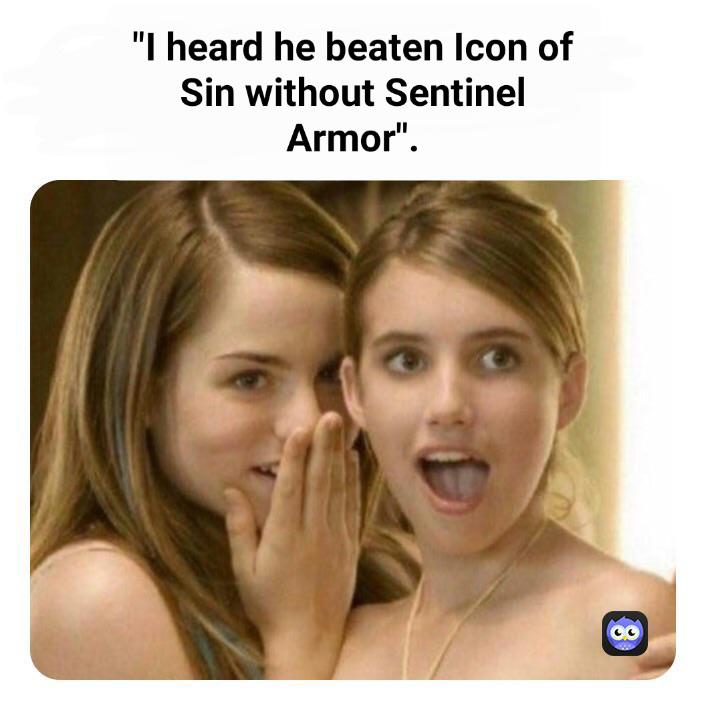 "I heard he beaten Icon of
Sin without Sentinel
Armor".